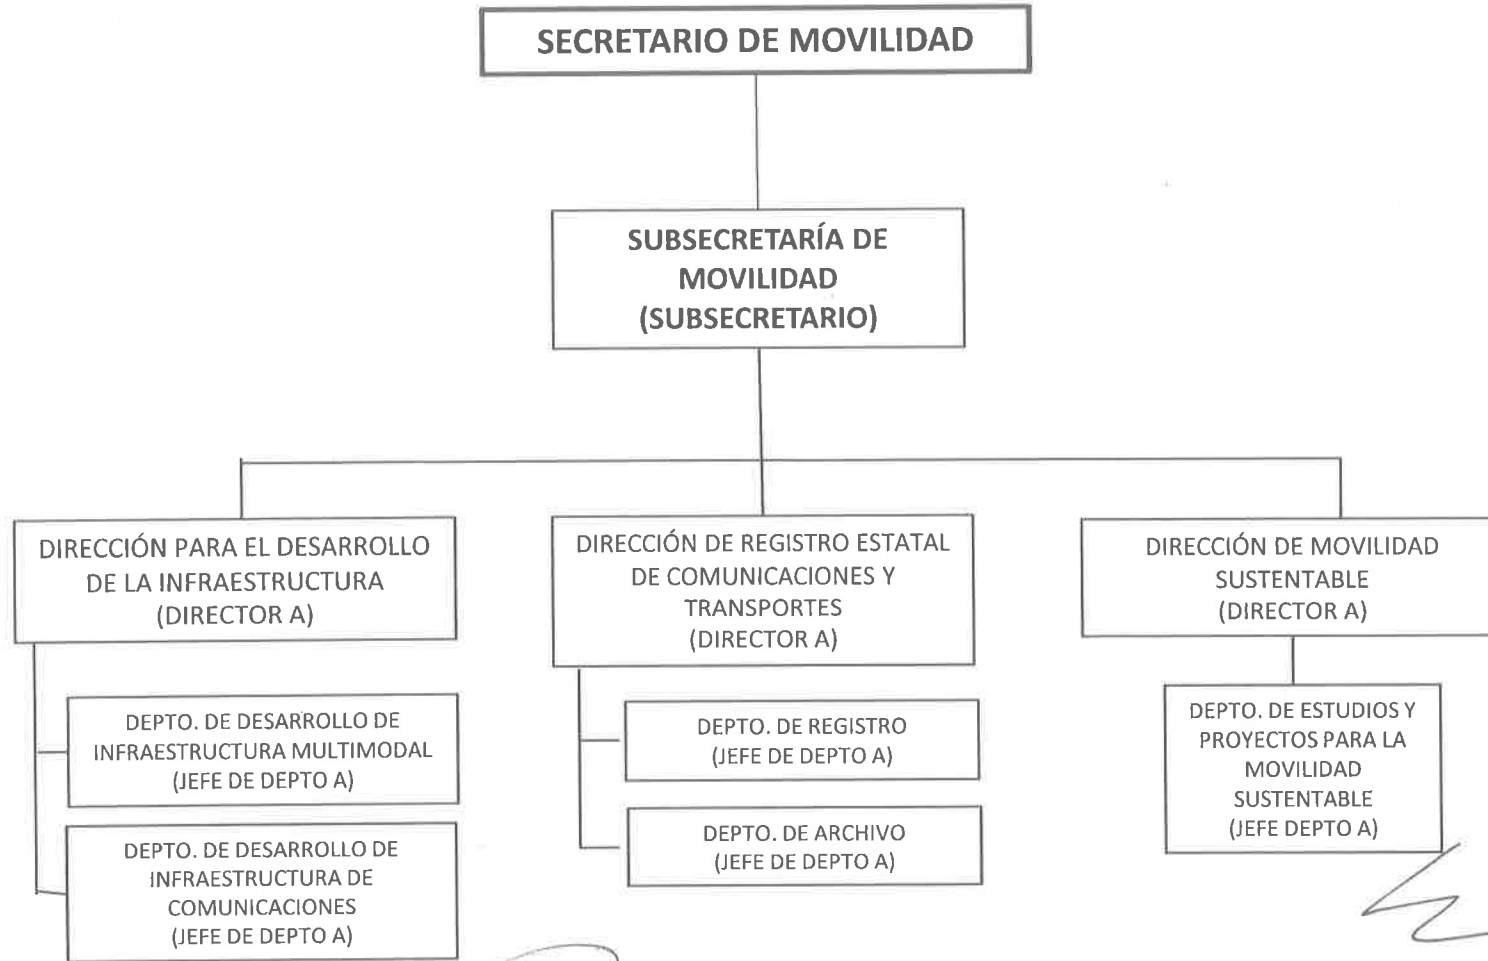 SECRETARIO DE MOVILIDAD
SUBSECRETARÍA DE
MOVILIDAD
(SUBSECRETARIO)
DIRECCIÓN PARA EL DESARROLLO
DE LA INFRAESTRUCTURA
(DIRECTOR A)
DEPTO. DE DESARROLLO DE
INFRAESTRUCTURA MULTIMODAL
(JEFE DE DEPTO A)
DEPTO. DE DESARROLLO DE
INFRAESTRUCTURA DE
COMUNICACIONES
(JEFE DE DEPTO A)
DIRECCIÓN DE REGISTRO ESTATAL
DE COMUNICACIONES Y
TRANSPORTES
(DIRECTOR A)
DEPTO. DE REGISTRO
(JEFE DE DEPTO A)
DEPTO. DE ARCHIVO
(JEFE DE DEPTO A)
DIRECCIÓN DE MOVILIDAD
SUSTENTABLE
(DIRECTOR A)
DEPTO. DE ESTUDIOS Y
PROYECTOS PARA LA
MOVILIDAD
SUSTENTABLE
(JEFE DEPTO A)